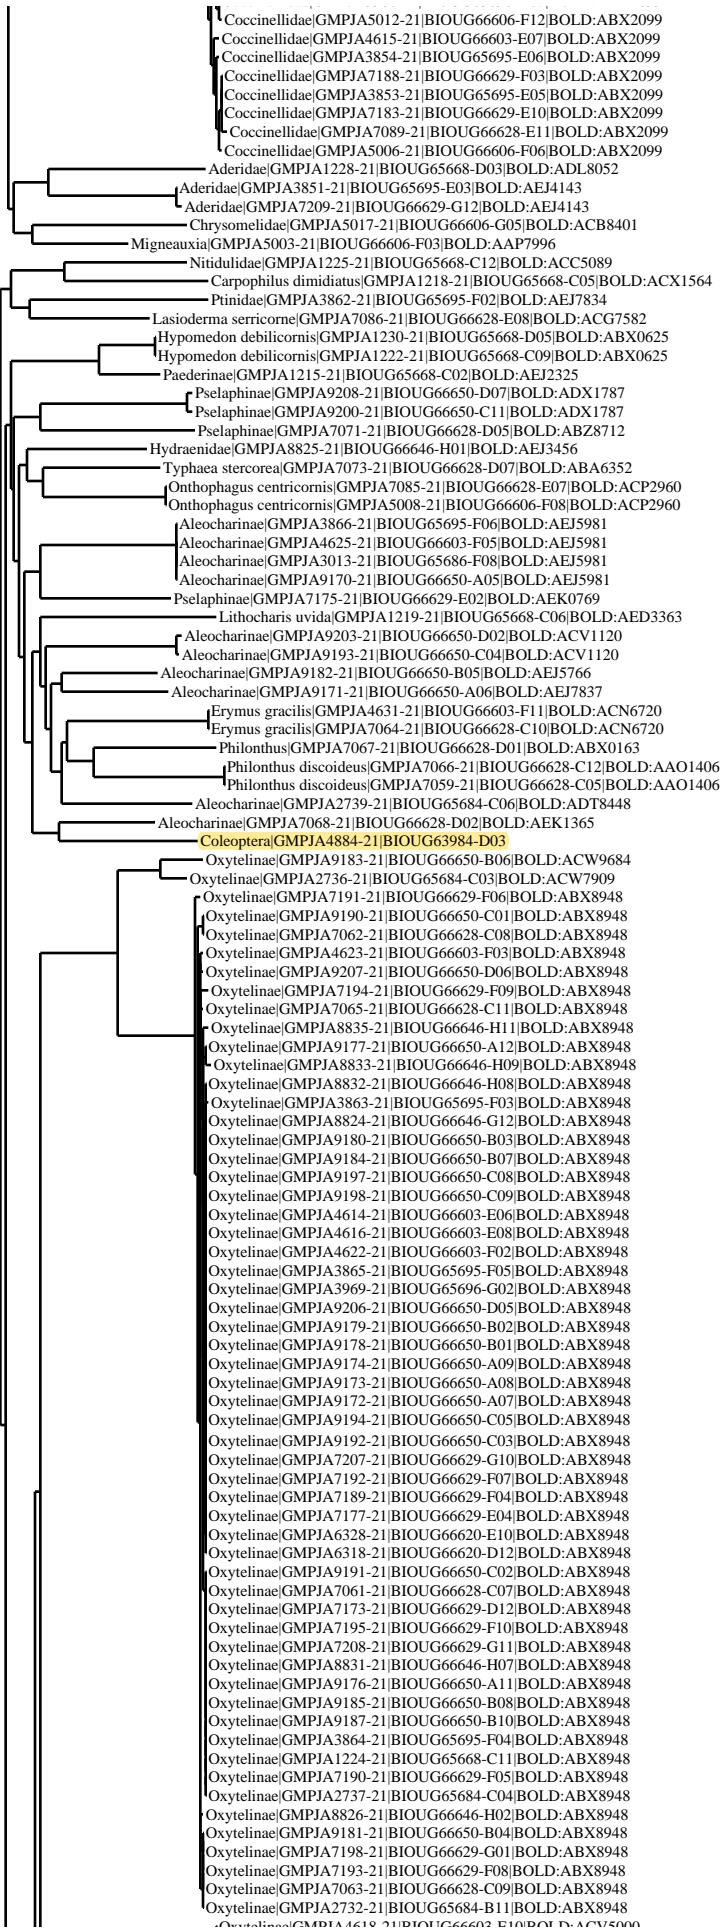 Coccinellidae|GMPJA5012-21|BIOUG66606-F12|BOLD:ABX2099
Coccinellidae|GMPJA4615-21|BIOUG66603-E07|BOLD:ABX2099
Coccinellidae|GMPJA3854-21|BIOUG65695-E06|BOLD:ABX2099
Coccinellidae|GMPJA7188-21|BIOUG66629-F03|BOLD:ABX2099
Coccinellidae|GMPJA3853-21|BIOUG65695-E05|BOLD:ABX2099
Coccinellidae|GMPJA7183-21|BIOUG66629-E10|BOLD:ABX2099
Coccinellidae|GMPJA7089-21|BIOUG66628-E11|BOLD:ABX2099
Coccinellidae|GMPJA5006-21|BIOUG66606-F06|BOLD:ABX2099
Aderidae|GMPJA1228-21|BIOUG65668-D03|BOLD:ADL8052
Aderidae|GMPJA3851-21|BIOUG65695-E03|BOLD:AEJ4143
Aderidae|GMPJA7209-21|BIOUG66629-G12|BOLD:AEJ4143
Chrysomelidae|GMPJA5017-21|BIOUG66606-G05|BOLD:ACB8401
Migneauxia|GMPJA5003-21|BIOUG66606-F03|BOLD:AAP7996
Nitidulidae|GMPJA1225-21|BIOUG65668-C12|BOLD:ACC5089
Carpophilus dimidiatus|GMPJA1218-21|BIOUG65668-C05|BOLD:ACX1564
Ptinidae|GMPJA3862-21|BIOUG65695-F02|BOLD:AEJ7834
Lasioderma serricorne|GMPJA7086-21|BIOUG66628-E08|BOLD:ACG7582
Hypomedon debilicornis|GMPJA1230-21|BIOUG65668-D05|BOLD:ABX0625
Hypomedon debilicornis|GMPJA1222-21|BIOUG65668-C09|BOLD:ABX0625
Paederinae|GMPJA1215-21|BIOUG65668-C02|BOLD:AEJ2325
Pselaphinae|GMPJA9208-21|BIOUG66650-D07|BOLD:ADX1787
Pselaphinae|GMPJA9200-21|BIOUG66650-C11|BOLD:ADX1787
Pselaphinae|GMPJA7071-21|BIOUG66628-D05|BOLD:ABZ8712
Hydraenidae|GMPJA8825-21|BIOUG66646-H01|BOLD:AEJ3456
Typhaea stercorea|GMPJA7073-21|BIOUG66628-D07|BOLD:ABA6352
Onthophagus centricornis|GMPJA7085-21|BIOUG66628-E07|BOLD:ACP2960
Onthophagus centricornis|GMPJA5008-21|BIOUG66606-F08|BOLD:ACP2960
Aleocharinae|GMPJA3866-21|BIOUG65695-F06|BOLD:AEJ5981
Aleocharinae|GMPJA4625-21|BIOUG66603-F05|BOLD:AEJ5981
Aleocharinae|GMPJA3013-21|BIOUG65686-F08|BOLD:AEJ5981
Aleocharinae|GMPJA9170-21|BIOUG66650-A05|BOLD:AEJ5981
Pselaphinae|GMPJA7175-21|BIOUG66629-E02|BOLD:AEK0769
Lithocharis uvida|GMPJA1219-21|BIOUG65668-C06|BOLD:AED3363
Aleocharinae|GMPJA9203-21|BIOUG66650-D02|BOLD:ACV1120
Aleocharinae|GMPJA9193-21|BIOUG66650-C04|BOLD:ACV1120
Aleocharinae|GMPJA9182-21|BIOUG66650-B05|BOLD:AEJ5766
Aleocharinae|GMPJA9171-21|BIOUG66650-A06|BOLD:AEJ7837
Erymus gracilis|GMPJA4631-21|BIOUG66603-F11|BOLD:ACN6720
Erymus gracilis|GMPJA7064-21|BIOUG66628-C10|BOLD:ACN6720
Philonthus|GMPJA7067-21|BIOUG66628-D01|BOLD:ABX0163
Philonthus discoideus|GMPJA7066-21|BIOUG66628-C12|BOLD:AAO1406
Philonthus discoideus|GMPJA7059-21|BIOUG66628-C05|BOLD:AAO1406
Aleocharinae|GMPJA2739-21|BIOUG65684-C06|BOLD:ADT8448
Aleocharinae|GMPJA7068-21|BIOUG66628-D02|BOLD:AEK1365
Coleoptera|GMPJA4884-21|BIOUG63984-D03
Oxytelinae|GMPJA9183-21|BIOUG66650-B06|BOLD:ACW9684
Oxytelinae|GMPJA2736-21|BIOUG65684-C03|BOLD:ACW7909
Oxytelinae|GMPJA7191-21|BIOUG66629-F06|BOLD:ABX8948
Oxytelinae|GMPJA9190-21|BIOUG66650-C01|BOLD:ABX8948
Oxytelinae|GMPJA7062-21|BIOUG66628-C08|BOLD:ABX8948
Oxytelinae|GMPJA4623-21|BIOUG66603-F03|BOLD:ABX8948
Oxytelinae|GMPJA9207-21|BIOUG66650-D06|BOLD:ABX8948
Oxytelinae|GMPJA7194-21|BIOUG66629-F09|BOLD:ABX8948
Oxytelinae|GMPJA7065-21|BIOUG66628-C11|BOLD:ABX8948
Oxytelinae|GMPJA8835-21|BIOUG66646-H11|BOLD:ABX8948
Oxytelinae|GMPJA9177-21|BIOUG66650-A12|BOLD:ABX8948
Oxytelinae|GMPJA8833-21|BIOUG66646-H09|BOLD:ABX8948
Oxytelinae|GMPJA8832-21|BIOUG66646-H08|BOLD:ABX8948
Oxytelinae|GMPJA3863-21|BIOUG65695-F03|BOLD:ABX8948
Oxytelinae|GMPJA8824-21|BIOUG66646-G12|BOLD:ABX8948
Oxytelinae|GMPJA9180-21|BIOUG66650-B03|BOLD:ABX8948
Oxytelinae|GMPJA9184-21|BIOUG66650-B07|BOLD:ABX8948
Oxytelinae|GMPJA9197-21|BIOUG66650-C08|BOLD:ABX8948
Oxytelinae|GMPJA9198-21|BIOUG66650-C09|BOLD:ABX8948
Oxytelinae|GMPJA4614-21|BIOUG66603-E06|BOLD:ABX8948
Oxytelinae|GMPJA4616-21|BIOUG66603-E08|BOLD:ABX8948
Oxytelinae|GMPJA4622-21|BIOUG66603-F02|BOLD:ABX8948
Oxytelinae|GMPJA3865-21|BIOUG65695-F05|BOLD:ABX8948
Oxytelinae|GMPJA3969-21|BIOUG65696-G02|BOLD:ABX8948
Oxytelinae|GMPJA9206-21|BIOUG66650-D05|BOLD:ABX8948
Oxytelinae|GMPJA9179-21|BIOUG66650-B02|BOLD:ABX8948
Oxytelinae|GMPJA9178-21|BIOUG66650-B01|BOLD:ABX8948
Oxytelinae|GMPJA9174-21|BIOUG66650-A09|BOLD:ABX8948
Oxytelinae|GMPJA9173-21|BIOUG66650-A08|BOLD:ABX8948
Oxytelinae|GMPJA9172-21|BIOUG66650-A07|BOLD:ABX8948
Oxytelinae|GMPJA9194-21|BIOUG66650-C05|BOLD:ABX8948
Oxytelinae|GMPJA9192-21|BIOUG66650-C03|BOLD:ABX8948
Oxytelinae|GMPJA7207-21|BIOUG66629-G10|BOLD:ABX8948
Oxytelinae|GMPJA7192-21|BIOUG66629-F07|BOLD:ABX8948
Oxytelinae|GMPJA7189-21|BIOUG66629-F04|BOLD:ABX8948
Oxytelinae|GMPJA7177-21|BIOUG66629-E04|BOLD:ABX8948
Oxytelinae|GMPJA6328-21|BIOUG66620-E10|BOLD:ABX8948
Oxytelinae|GMPJA6318-21|BIOUG66620-D12|BOLD:ABX8948
Oxytelinae|GMPJA9191-21|BIOUG66650-C02|BOLD:ABX8948
Oxytelinae|GMPJA7061-21|BIOUG66628-C07|BOLD:ABX8948
Oxytelinae|GMPJA7173-21|BIOUG66629-D12|BOLD:ABX8948
Oxytelinae|GMPJA7195-21|BIOUG66629-F10|BOLD:ABX8948
Oxytelinae|GMPJA7208-21|BIOUG66629-G11|BOLD:ABX8948
Oxytelinae|GMPJA8831-21|BIOUG66646-H07|BOLD:ABX8948
Oxytelinae|GMPJA9176-21|BIOUG66650-A11|BOLD:ABX8948
Oxytelinae|GMPJA9185-21|BIOUG66650-B08|BOLD:ABX8948
Oxytelinae|GMPJA9187-21|BIOUG66650-B10|BOLD:ABX8948
Oxytelinae|GMPJA3864-21|BIOUG65695-F04|BOLD:ABX8948
Oxytelinae|GMPJA1224-21|BIOUG65668-C11|BOLD:ABX8948
Oxytelinae|GMPJA7190-21|BIOUG66629-F05|BOLD:ABX8948
Oxytelinae|GMPJA2737-21|BIOUG65684-C04|BOLD:ABX8948
Oxytelinae|GMPJA8826-21|BIOUG66646-H02|BOLD:ABX8948
Oxytelinae|GMPJA9181-21|BIOUG66650-B04|BOLD:ABX8948
Oxytelinae|GMPJA7198-21|BIOUG66629-G01|BOLD:ABX8948
Oxytelinae|GMPJA7193-21|BIOUG66629-F08|BOLD:ABX8948
Oxytelinae|GMPJA7063-21|BIOUG66628-C09|BOLD:ABX8948
Oxytelinae|GMPJA2732-21|BIOUG65684-B11|BOLD:ABX8948